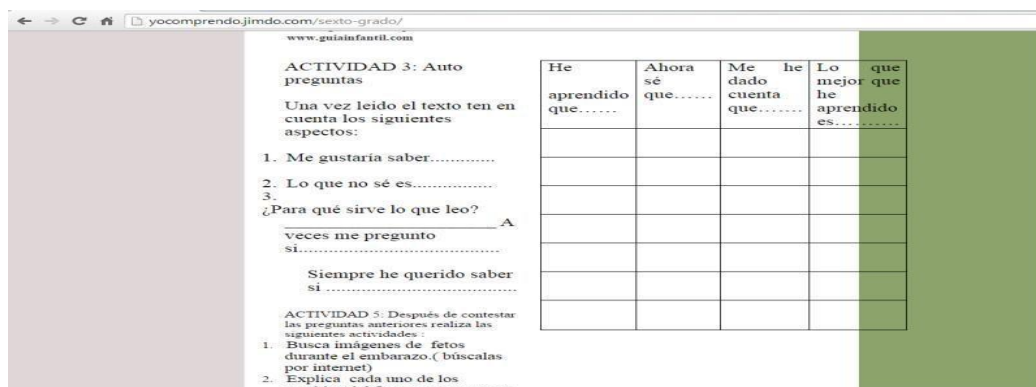 yocomprendo.jimdo.com/sexto-grado/
www.guiainfantil.com
ACTIVIDAD 3: Auto
preguntas
Una vez leído el texto ten en
cuenta los siguientes
aspectos:
1. Me gustaría saber.............
2. Lo que no sé es................
3.
¿Para qué sirve lo que leo?
__________________________ A
veces me pregunto
si........................................
Siempre he querido saber
si ......................................
ACTIVIDAD 5: Después de contestar
las preguntas anteriores realiza las
siguientes actividades :
1. Busca imágenes de fetos
durante el embarazo.( búscalas
por internet)
2. Explica cada uno de los
He
aprendido
que......
Ahora
sé
que......
Me he
dado
cuenta
que.......
Lo que
mejor que
he
aprendido
es..........